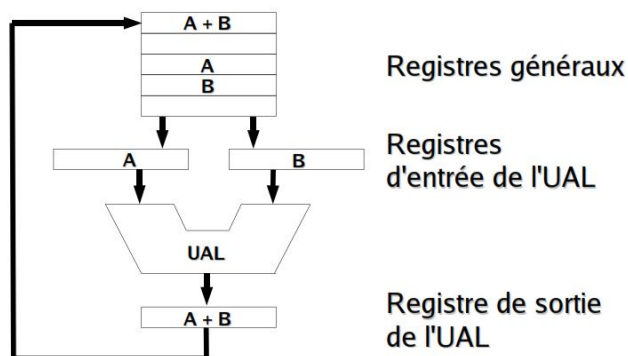 A + B
A
B
Registres généraux
A
B
Registres
d'entrée de l'UAL
UAL
A + B
Registre de sortie
de l'UAL